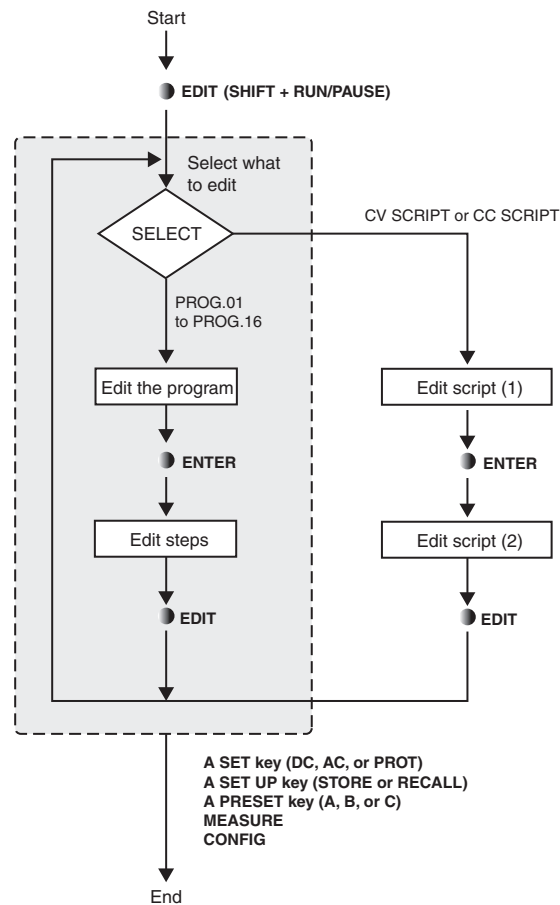 Start
EDIT (SHIFT + RUN/PAUSE)
Select what
to edit
SELECT
CV SCRIPT or CC SCRIPT
PROG.01
to PROG.16
Edit the program
Edit script (1)
ENTER
ENTER
Edit steps
Edit script (2)
EDIT
EDIT
A SET key (DC, AC, or PROT)
A SET UP key (STORE or RECALL)
A PRESET key (A, B, or C)
MEASURE
CONFIG
End